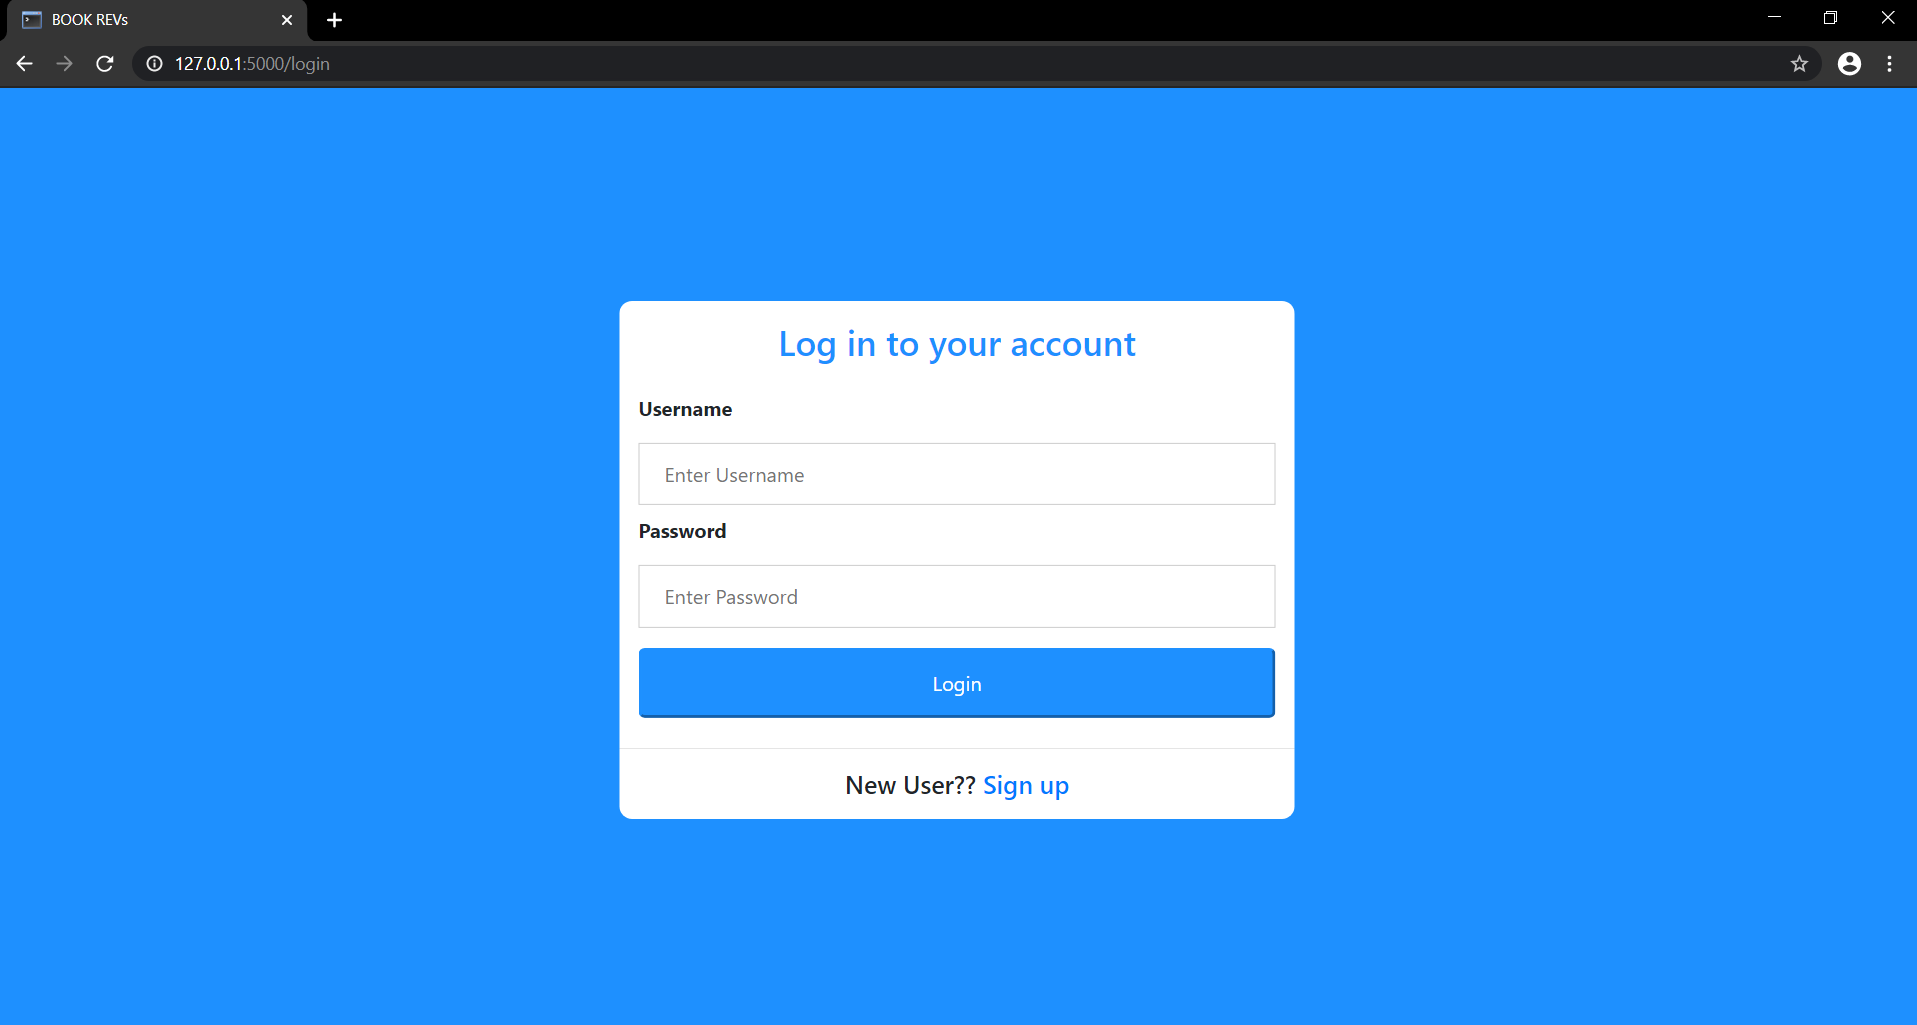 BOOK REVs
127.0.0.1:5000/login
Log in to your account
Username
Enter Username
Password
Enter Password
Login
New User?? Sign up